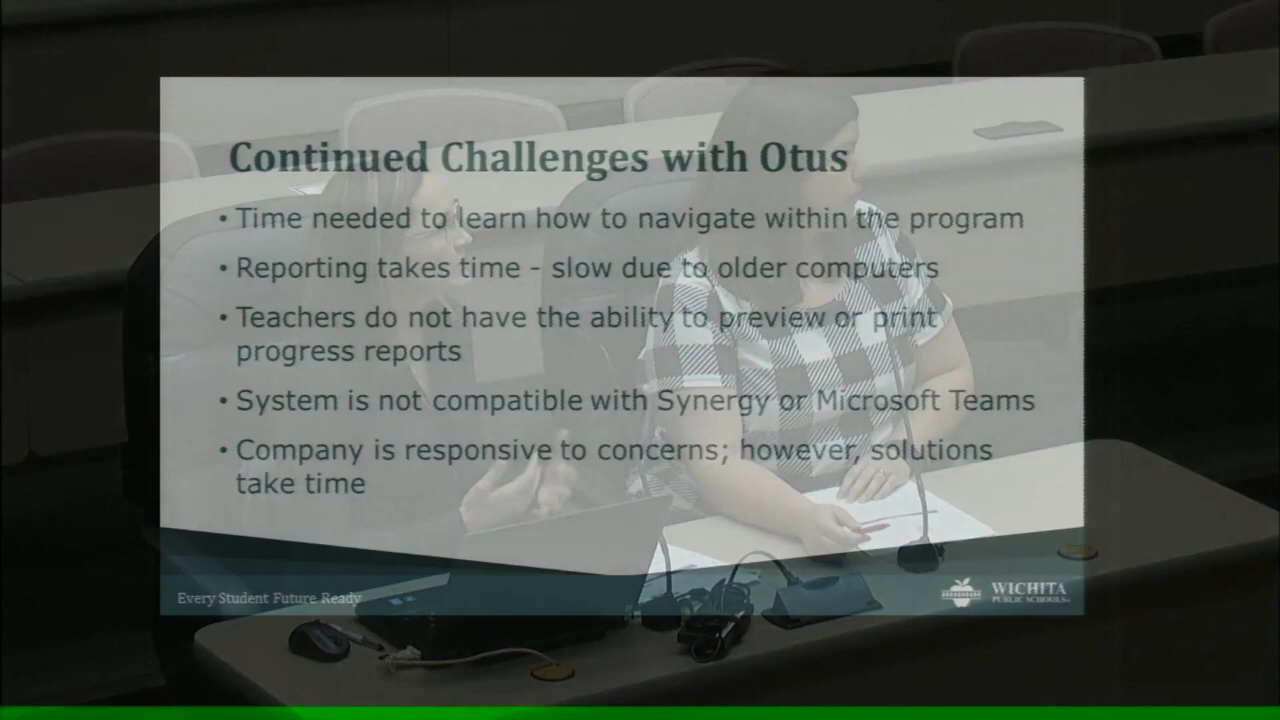 Continued Challenges with Otus
• Time needed to learn how to navigate within the program
• Reporting takes time - slow due to older computers
• Teachers do not have the ability to preview or print
progress reports
• System is not compatible with Synergy or Microsoft Teams
• Company is responsive to concerns; however, solutions
take time
Every Student Future Ready
WICHITA
PUBLIC SCHOOLS